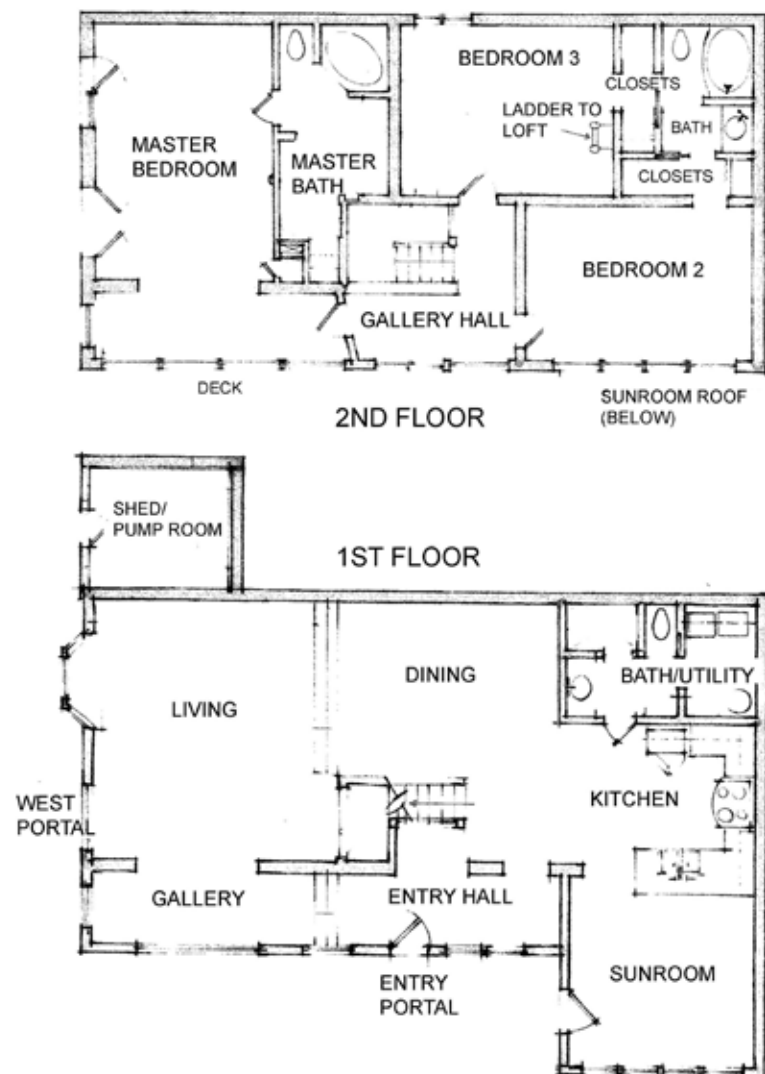 BEDROOM 3
CLOSETS
LADDER TO
LOFT
BATH
MASTER
BEDROOM
MASTER
BATH
CLOSETS
BEDROOM 2
GALLERY HALL
DECK
SUNROOM ROOF
(BELOW)
2ND FLOOR
SHED/
PUMP ROOM
1ST FLOOR
DINING
BATH/UTILITY
LIVING
WEST
PORTAL
KITCHEN
GALLERY
ENTRY HALL
SUNROOM
ENTRY
PORTAL